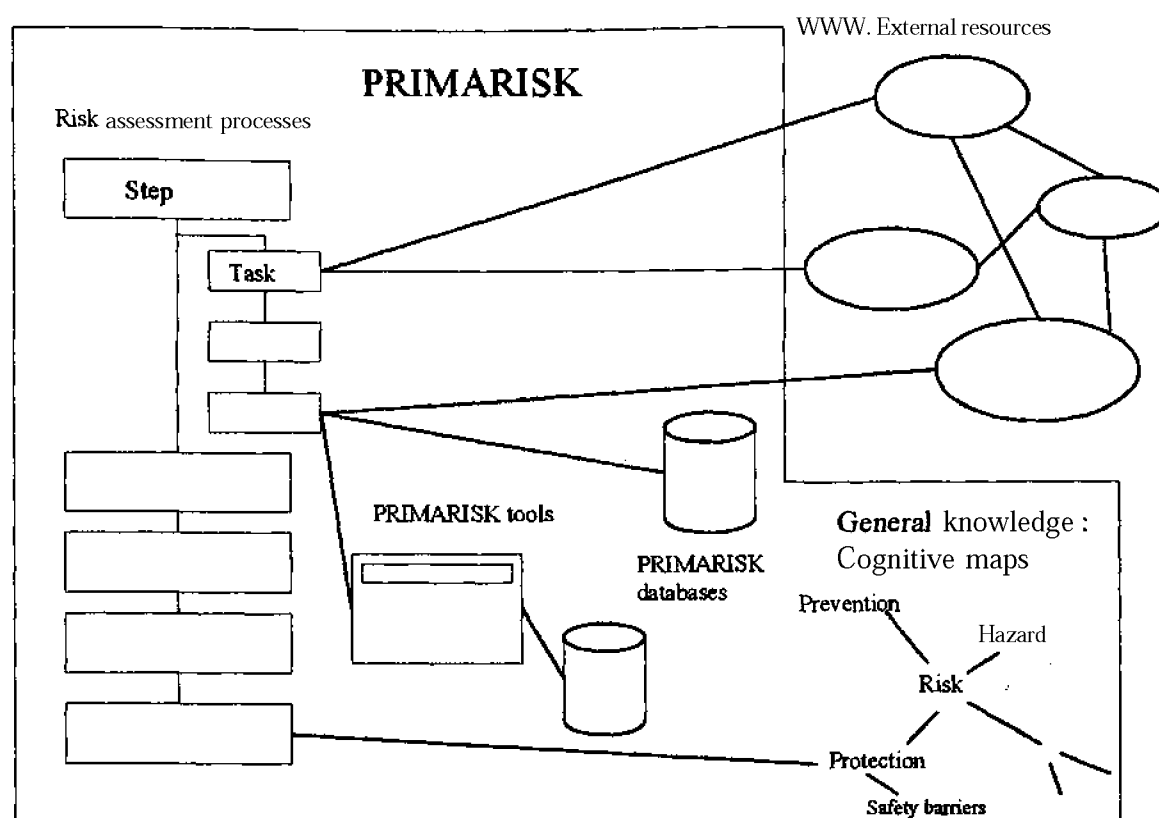 WWW. External resources
PRIMARISK
Risk assessment processes
Step
Task
PRIMARISK tools
PRIMARISK
databases
General knowledge :
Cognitive maps
Prevention
Hazard
Risk
Protection
Safety barriers